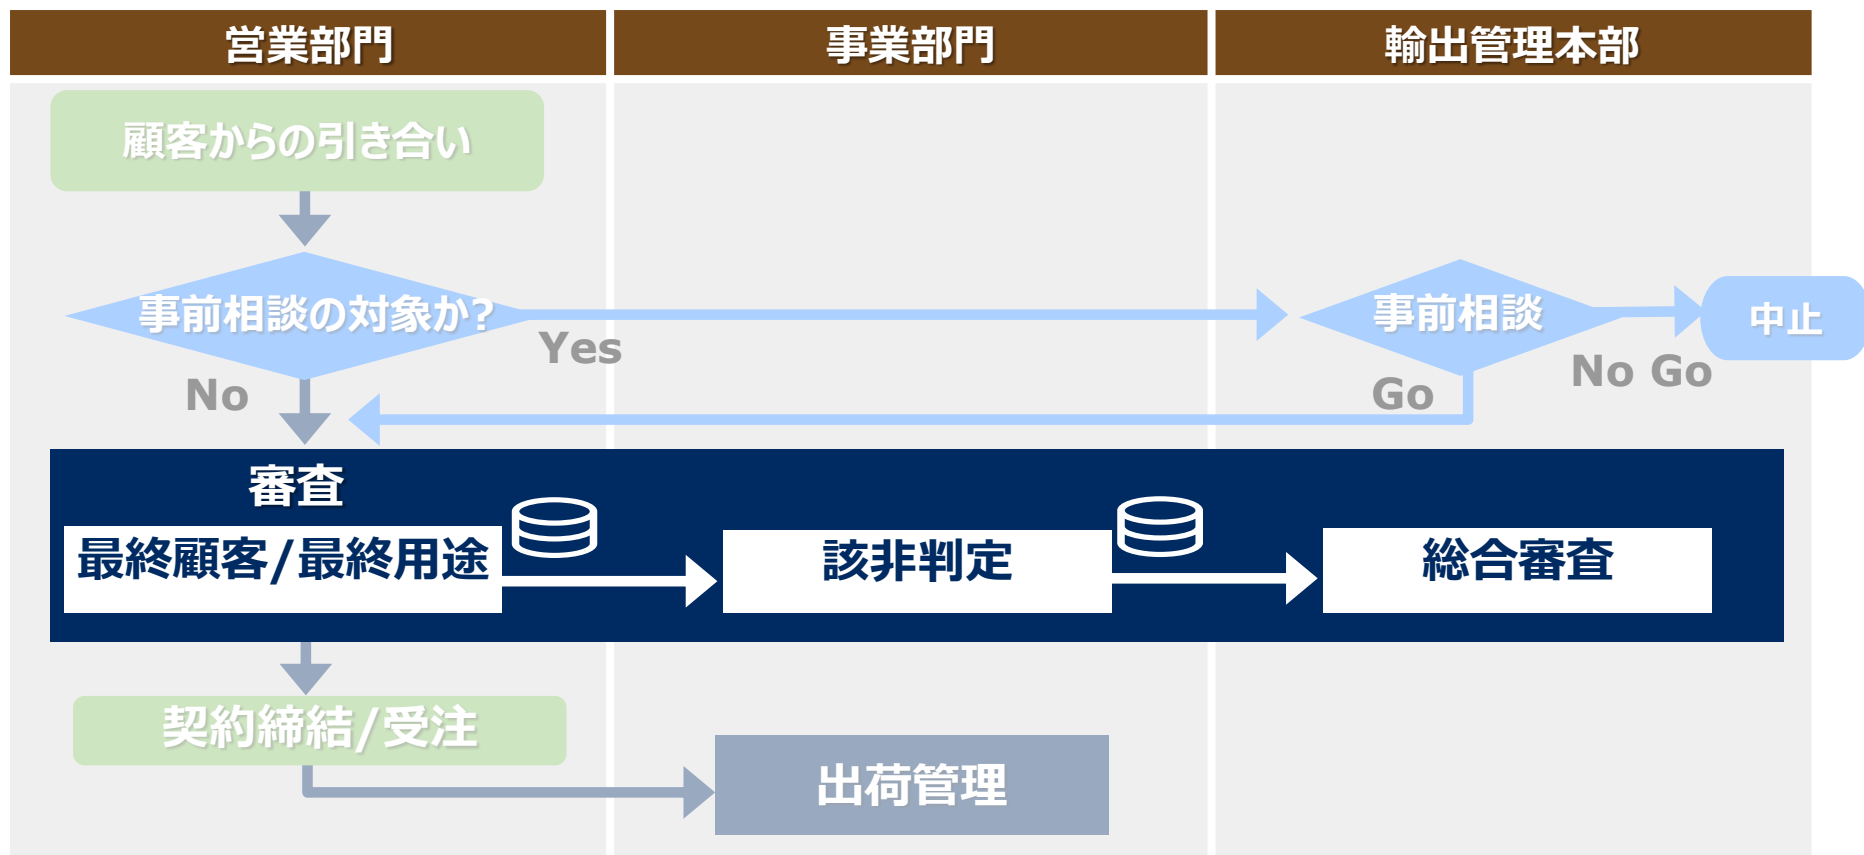 営業部門
事業部門
輸出管理本部
顧客からの引き合い
事前相談の対象か?
事前相談
中止
Yes
No Go
No
Go
審査
最終顧客/最終用途
該非判定
総合審査
契約締結/受注
出荷管理